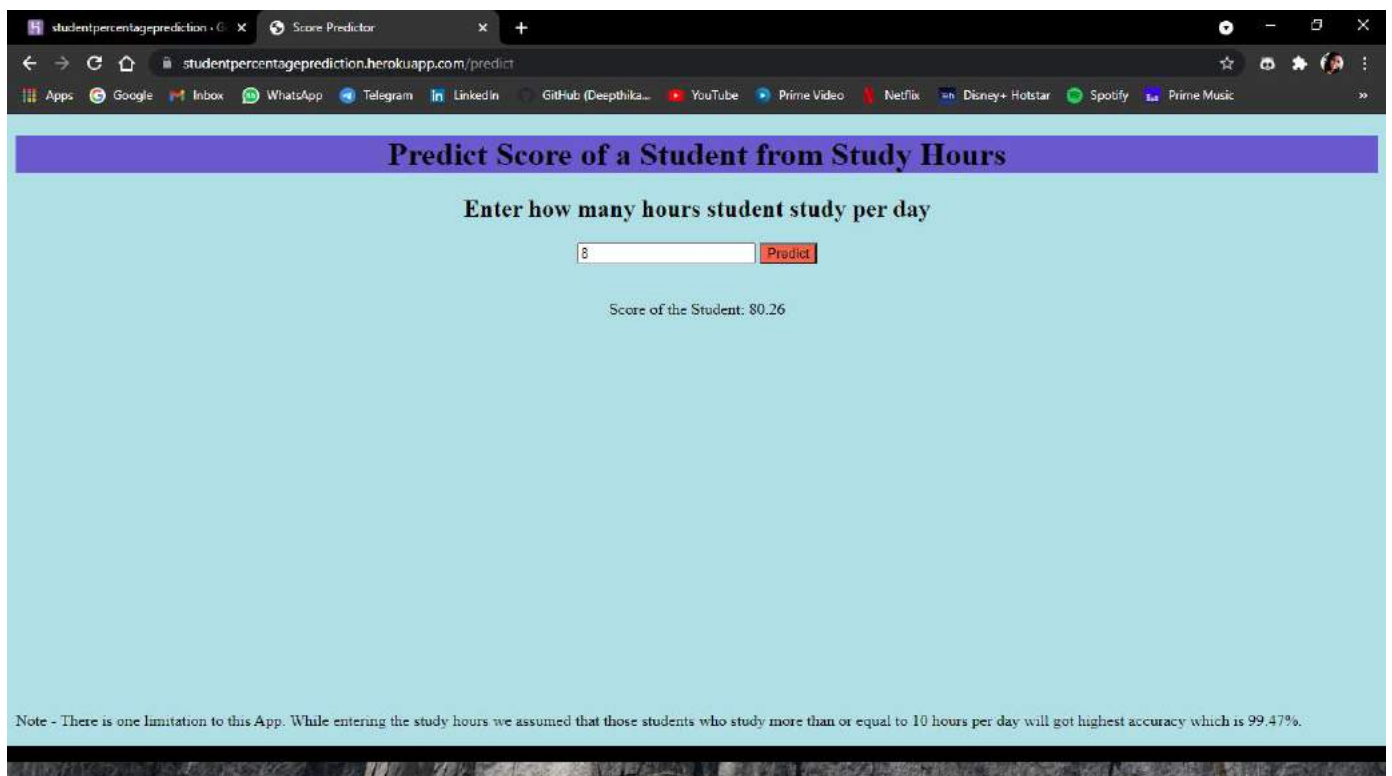 studentpercentageprediction · G
Score Predictor
studentpercentageprediction.herokuapp.com/predict
Apps Google Inbox WhatsApp Telegram LinkedIn GitHub (Deepthika... YouTube Prime Video Netflix Disney+ Hotstar Spotify Prime Music »
Predict Score of a Student from Study Hours
Enter how many hours student study per day
8 Predict
Score of the Student: 80.26
Note - There is one limitation to this App. While entering the study hours we assumed that those students who study more than or equal to 10 hours per day will got highest accuracy which is 99.47%.